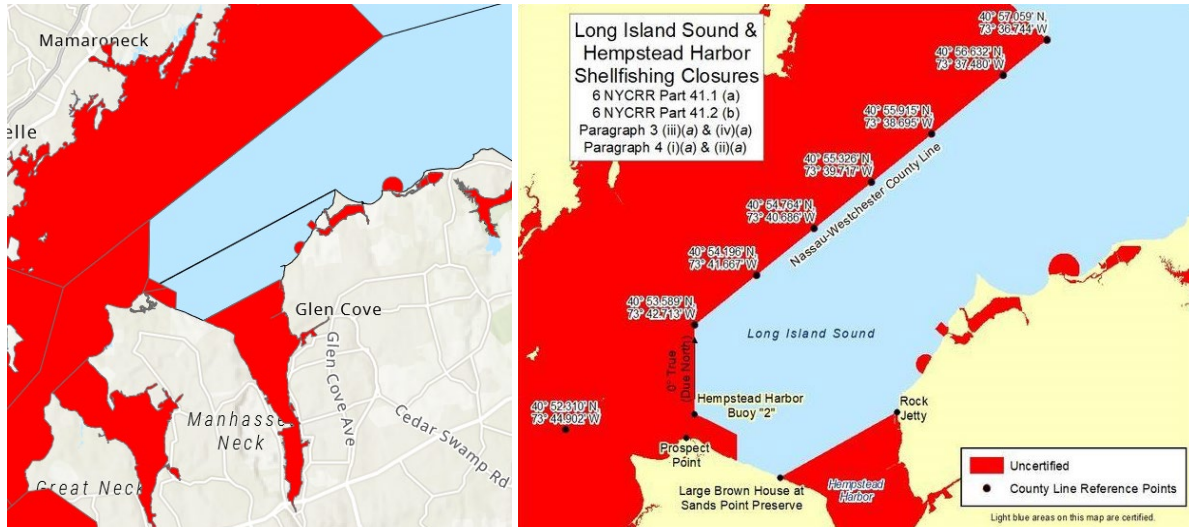 Mamaroneck
elle
Glen Cove
Glen Cove Ave
Manhasse
Neck
Cedar Swamp Rd
Great Neck
Long Island Sound &
Hempstead Harbor
Shellfishing Closures
6 NYCRR Part 41.1 (a)
6 NYCRR Part 41.2 (b)
Paragraph 3 (iii)(a) & (iv)(a)
Paragraph 4 (i)(a) & (ii)(a)
40° 57.059' N,
73° 36.744' W
40° 56.632' N,
73° 37.480' W
40° 55.915' N,
73° 38.695' W
40° 55.326' N,
73° 39.717' W
40° 54.764' N,
73° 40.686' W
40° 54.196' N,
73° 41.667' W
40° 53.589' N,
73° 42.713' W
Nassau-Westchester County Line
Long Island Sound
0° True
(Due North)
Hempstead Harbor
Buoy "2"
40° 52.310' N,
73° 44.902' W
Rock
Jetty
Prospect
Point
Large Brown House at
Sands Point Preserve
Hempstead
Harbor
Uncertified
County Line Reference Points
Light blue areas on this map are certified.